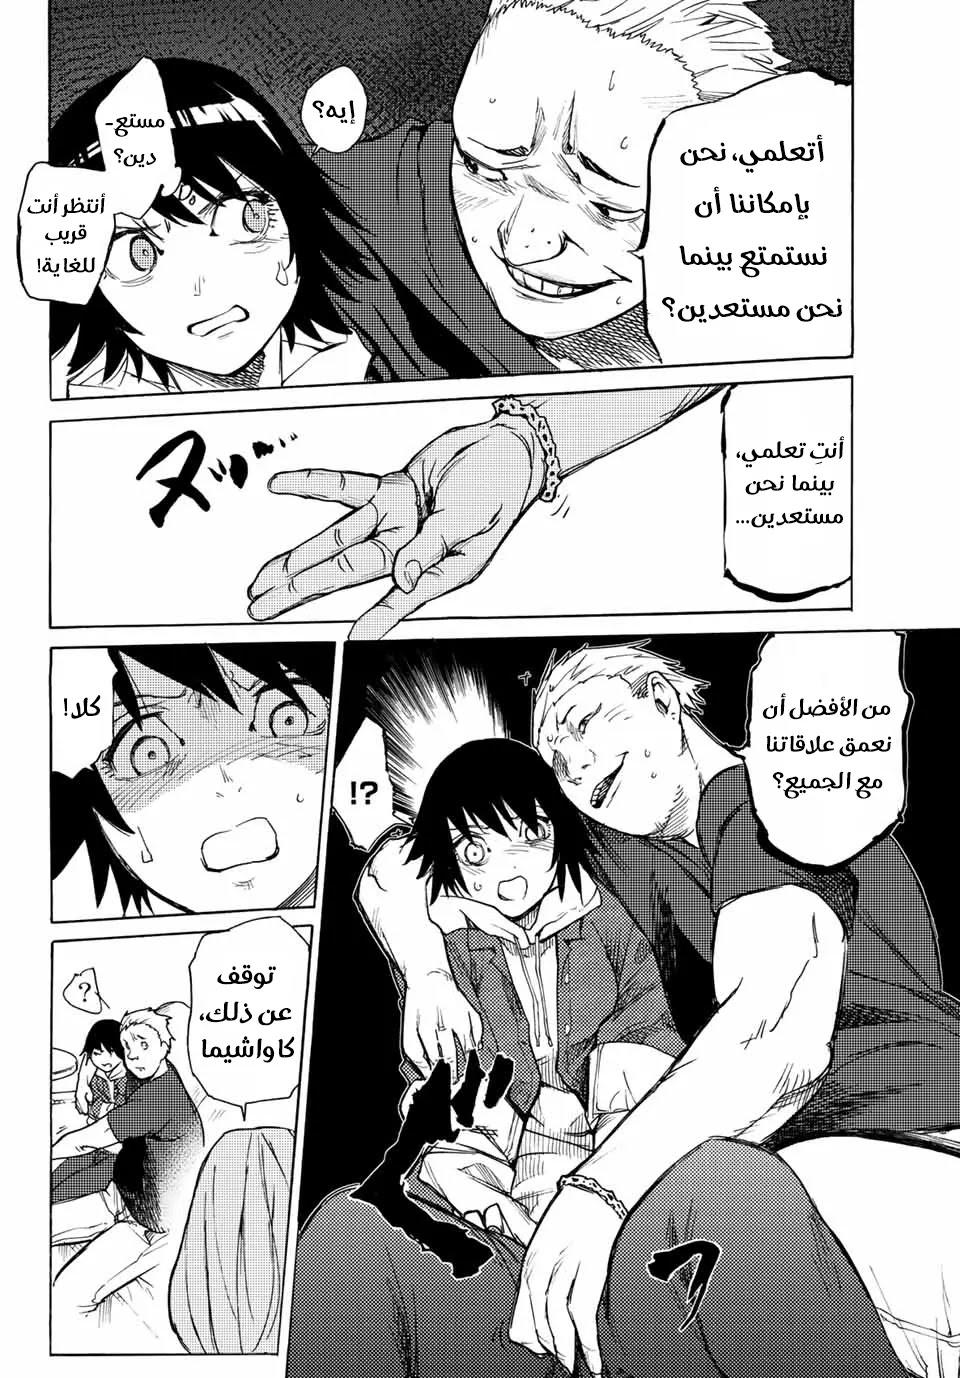 أتعلمي، نحن
بإمكاننا أن
نستمتع بينما
نحن مستعدين؟
إيه؟
مستع-
دين؟
أنتظر أنت
قريب
للغاية!
أنتِ تعلمي،
بينما نحن
مستعدين...
ヌッ…
من الأفضل أن
نعمق علاقاتنا
مع الجميع؟
!?
كلا!
توقف
عن ذلك،
كاواشيما
?